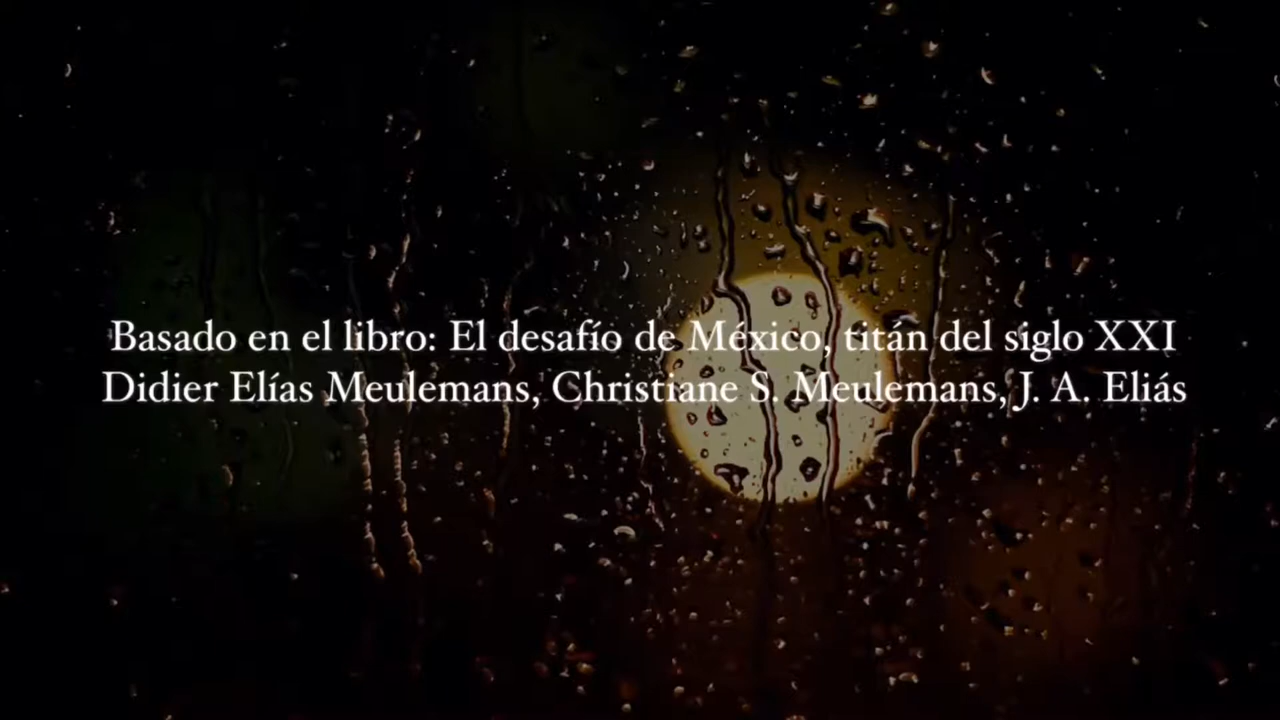 Basado en el libro: El desafío de México, titán del siglo XXI
Didier Elías Meulemans, Christiane S. Meulemans, J. A. Eliás